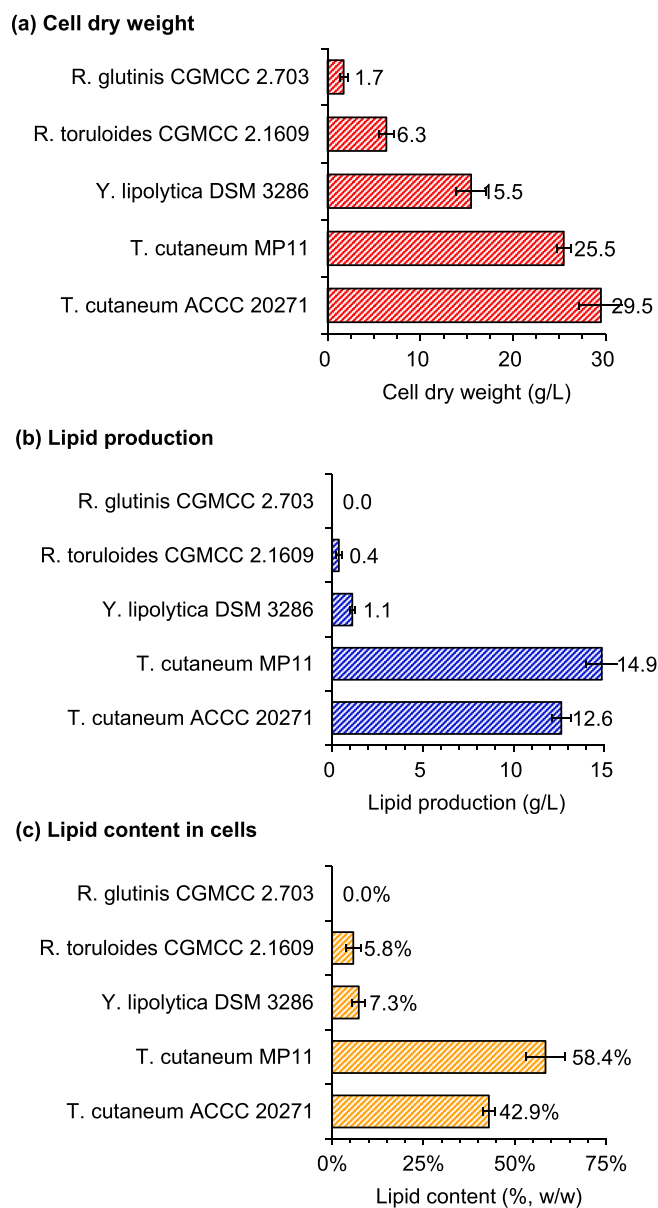 (a) Cell dry weight
R. glutinis CGMCC 2.703 1.7
R. toruloides CGMCC 2.1609 6.3
Y. lipolytica DSM 3286 15.5
T. cutaneum MP11 25.5
T. cutaneum ACCC 20271 29.5
0 10 20 30
Cell dry weight (g/L)
(b) Lipid production
R. glutinis CGMCC 2.703 0.0
R. toruloides CGMCC 2.1609 0.4
Y. lipolytica DSM 3286 1.1
T. cutaneum MP11 14.9
T. cutaneum ACCC 20271 12.6
0 5 10 15
Lipid production (g/L)
(c) Lipid content in cells
R. glutinis CGMCC 2.703 0.0%
R. toruloides CGMCC 2.1609 5.8%
Y. lipolytica DSM 3286 7.3%
T. cutaneum MP11 58.4%
T. cutaneum ACCC 20271 42.9%
0% 25% 50% 75%
Lipid content (%, w/w)